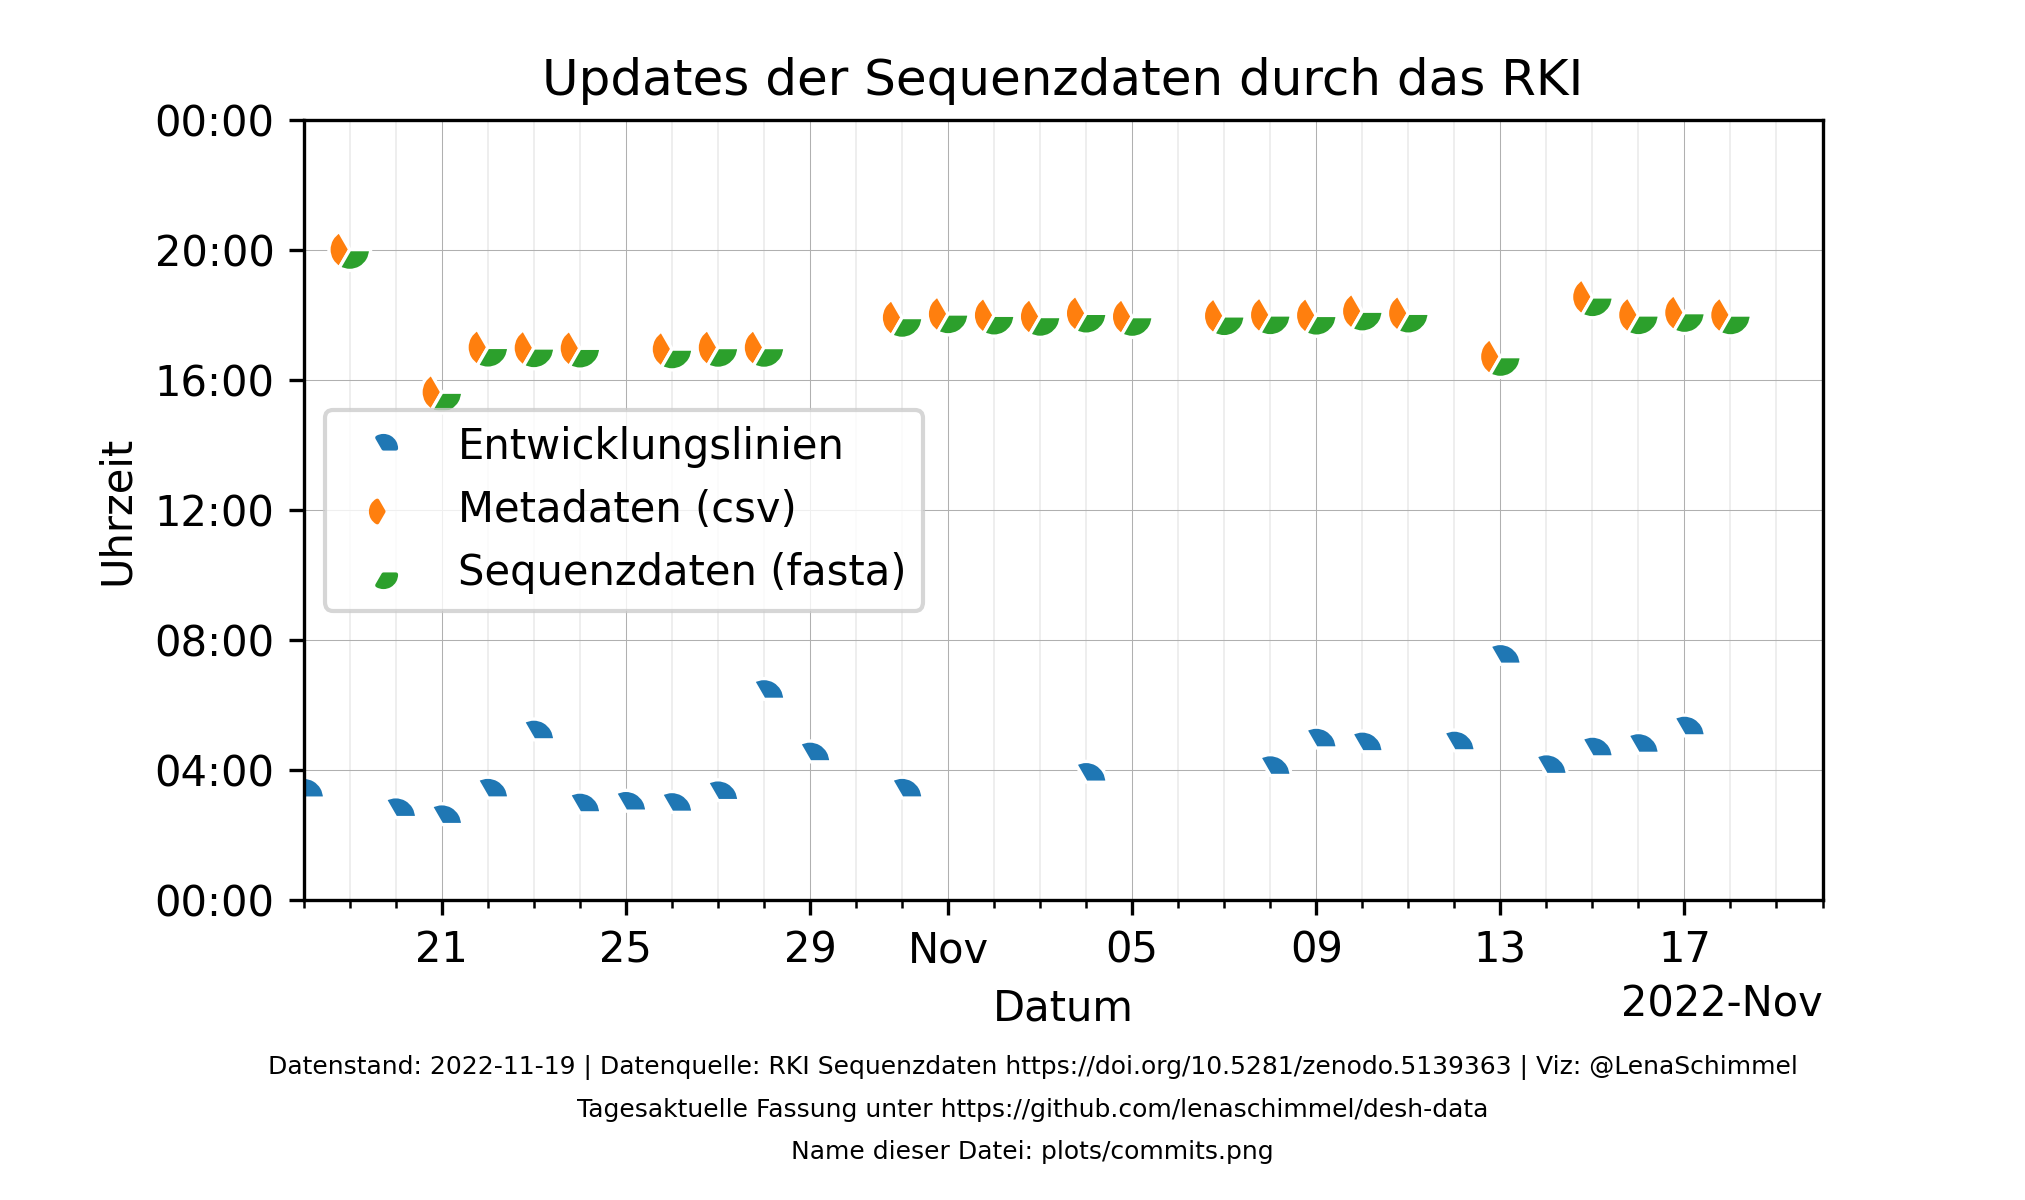 Updates der Sequenzdaten durch das RKI
00:00
20:00
16:00
12:00
08:00
04:00
00:00
Uhrzeit
Entwicklungslinien
Metadaten (csv)
Sequenzdaten (fasta)
21 25 29 Nov 05 09 13 17
2022-Nov
Datum
Datenstand: 2022-11-19 | Datenquelle: RKI Sequenzdaten https://doi.org/10.5281/zenodo.5139363 | Viz: @LenaSchimmel
Tagesaktuelle Fassung unter https://github.com/lenaschimmel/desh-data
Name dieser Datei: plots/commits.png